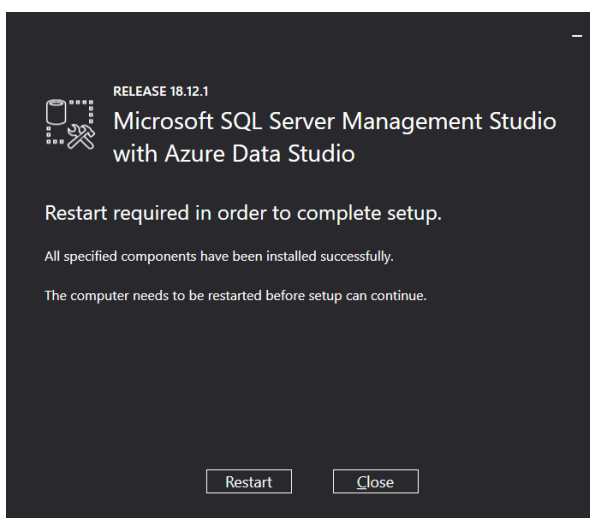 RELEASE 18.12.1
Microsoft SQL Server Management Studio
with Azure Data Studio
Restart required in order to complete setup.
All specified components have been installed successfully.
The computer needs to be restarted before setup can continue.
Restart
Close